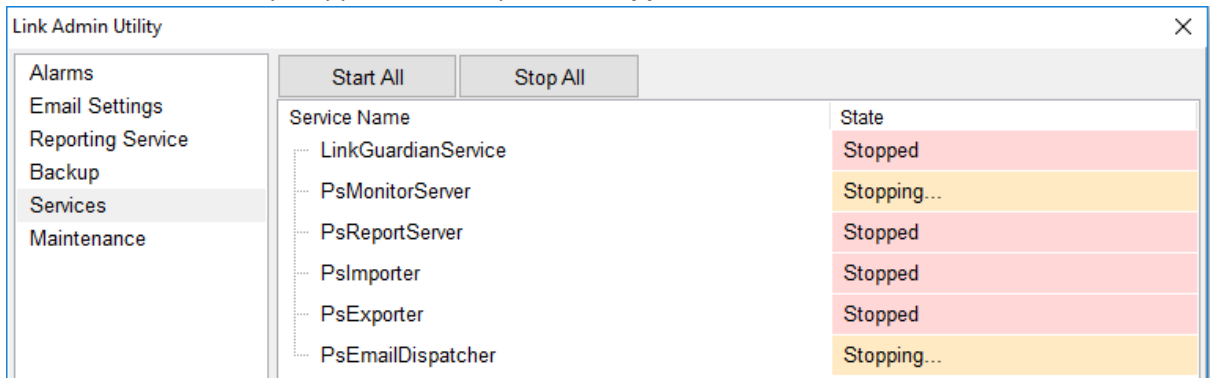 Link Admin Utility
Alarms
Email Settings
Reporting Service
Backup
Services
Maintenance
Start All Stop All
Service Name State
LinkGuardianService Stopped
PsMonitorServer Stopping...
PsReportServer Stopped
PsImporter Stopped
PsExporter Stopped
PsEmailDispatcher Stopping...